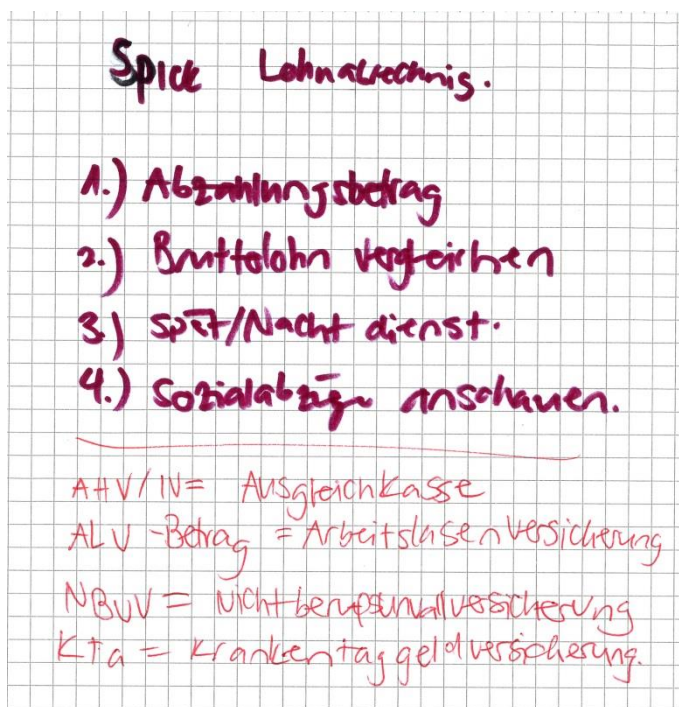 Spick Lohnabrechnig.
1.) Abzahlungsbetrag
2.) Bruttolohn vergleichen
3.) Spät/Nacht dienst.
4.) Sozialabzüge anschauen.
AHV/IV= Ausgleichkasse
ALV-Betrag = Arbeitslosenversicherung
NBUV = Nichtberufsunfallversicherung
KTG = Krankentaggeldversicherung.